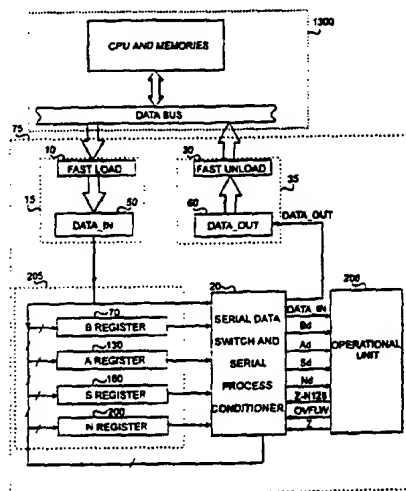 1300
CPU AND MEMORIES
DATA BUS
75
10
FAST LOAD
30
FAST UNLOAD
15
50
DATA_IN
35
60
DATA_OUT
DATA_OUT
205
70
B REGISTER
130
A REGISTER
180
S REGISTER
200
N REGISTER
20
SERIAL DATA
SWITCH AND
SERIAL
PROCESS
CONDITIONER
DATA_IN
Bd
Ad
Sd
Nd
Z-N128
OVFLW
Z
OPERATIONAL
UNIT